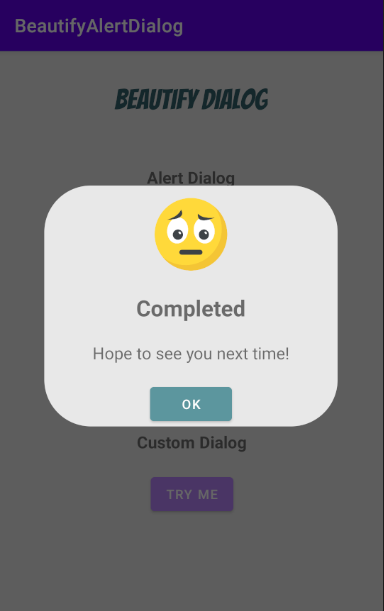 BeautifyAlertDialog
BEAUTIFY DIALOG
Alert Dialog
Completed
Hope to see you next time!
OK
Custom Dialog
TRY ME